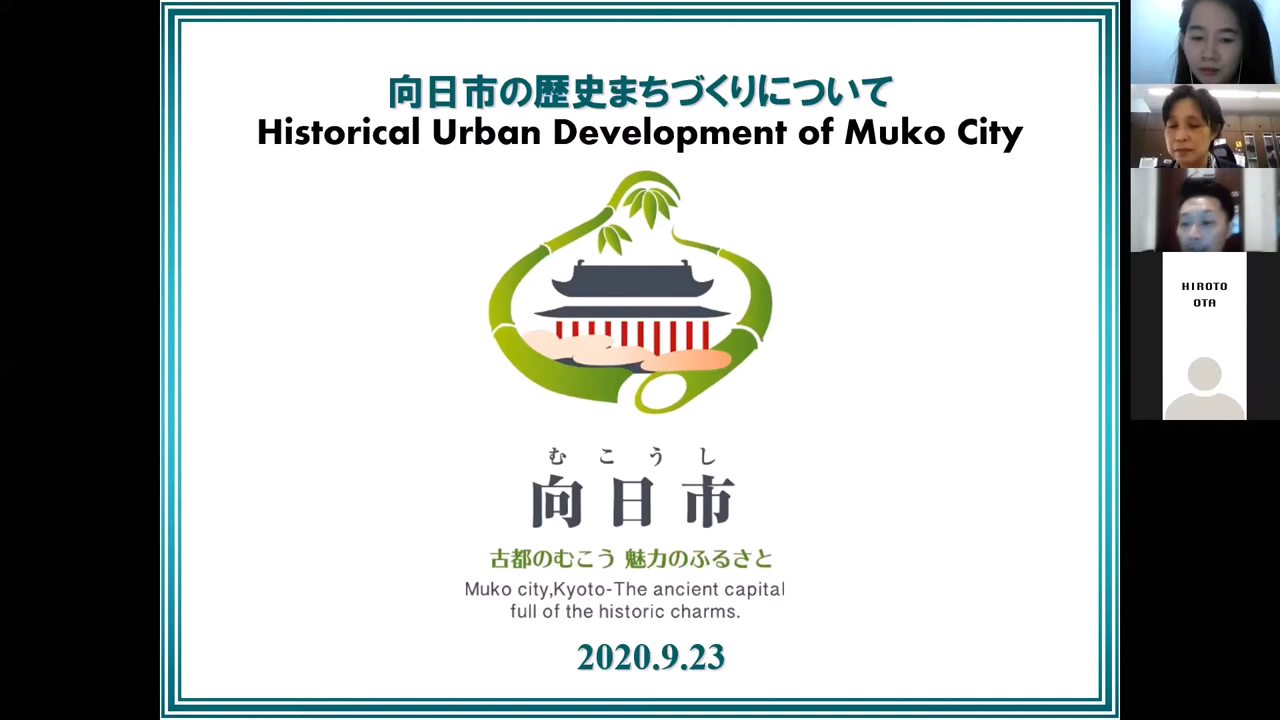 向日市の歴史まちづくりについて
Historical Urban Development of Muko City
むこうし
向日市
古都のむこう 魅力のふるさと
Muko city,Kyoto-The ancient capital
full of the historic charms.
2020.9.23
HIROTO
OTA